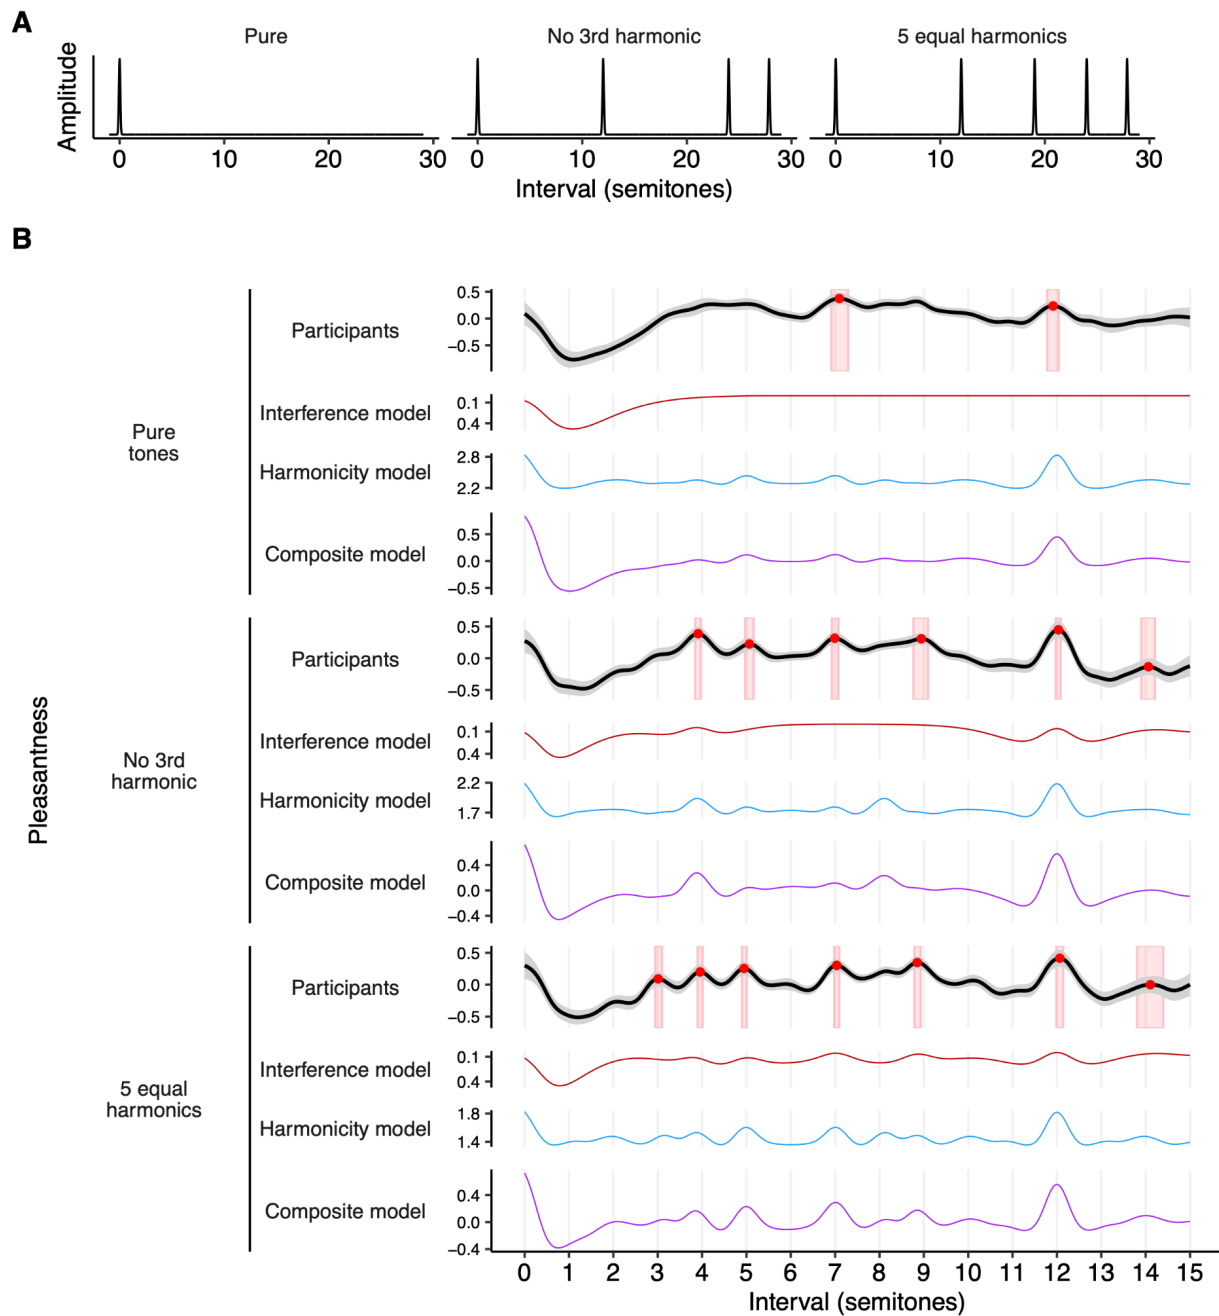 A
Pure
No 3rd harmonic
5 equal harmonics
Amplitude
0 10 20 30
0 10 20 30
0 10 20 30
Interval (semitones)
B
Pleasantness
Pure
tones
Participants
0.5
0.0
−0.5
Interference model
0.1
0.4
Harmonicity model
2.8
2.2
Composite model
0.5
0.0
−0.5
No 3rd
harmonic
Participants
0.5
0.0
−0.5
Interference model
0.1
0.4
Harmonicity model
2.2
1.7
Composite model
0.4
0.0
−0.4
5 equal
harmonics
Participants
0.5
0.0
−0.5
Interference model
0.1
0.4
Harmonicity model
1.8
1.4
Composite model
0.4
0.0
−0.4
0 1 2 3 4 5 6 7 8 9 10 11 12 13 14 15
Interval (semitones)